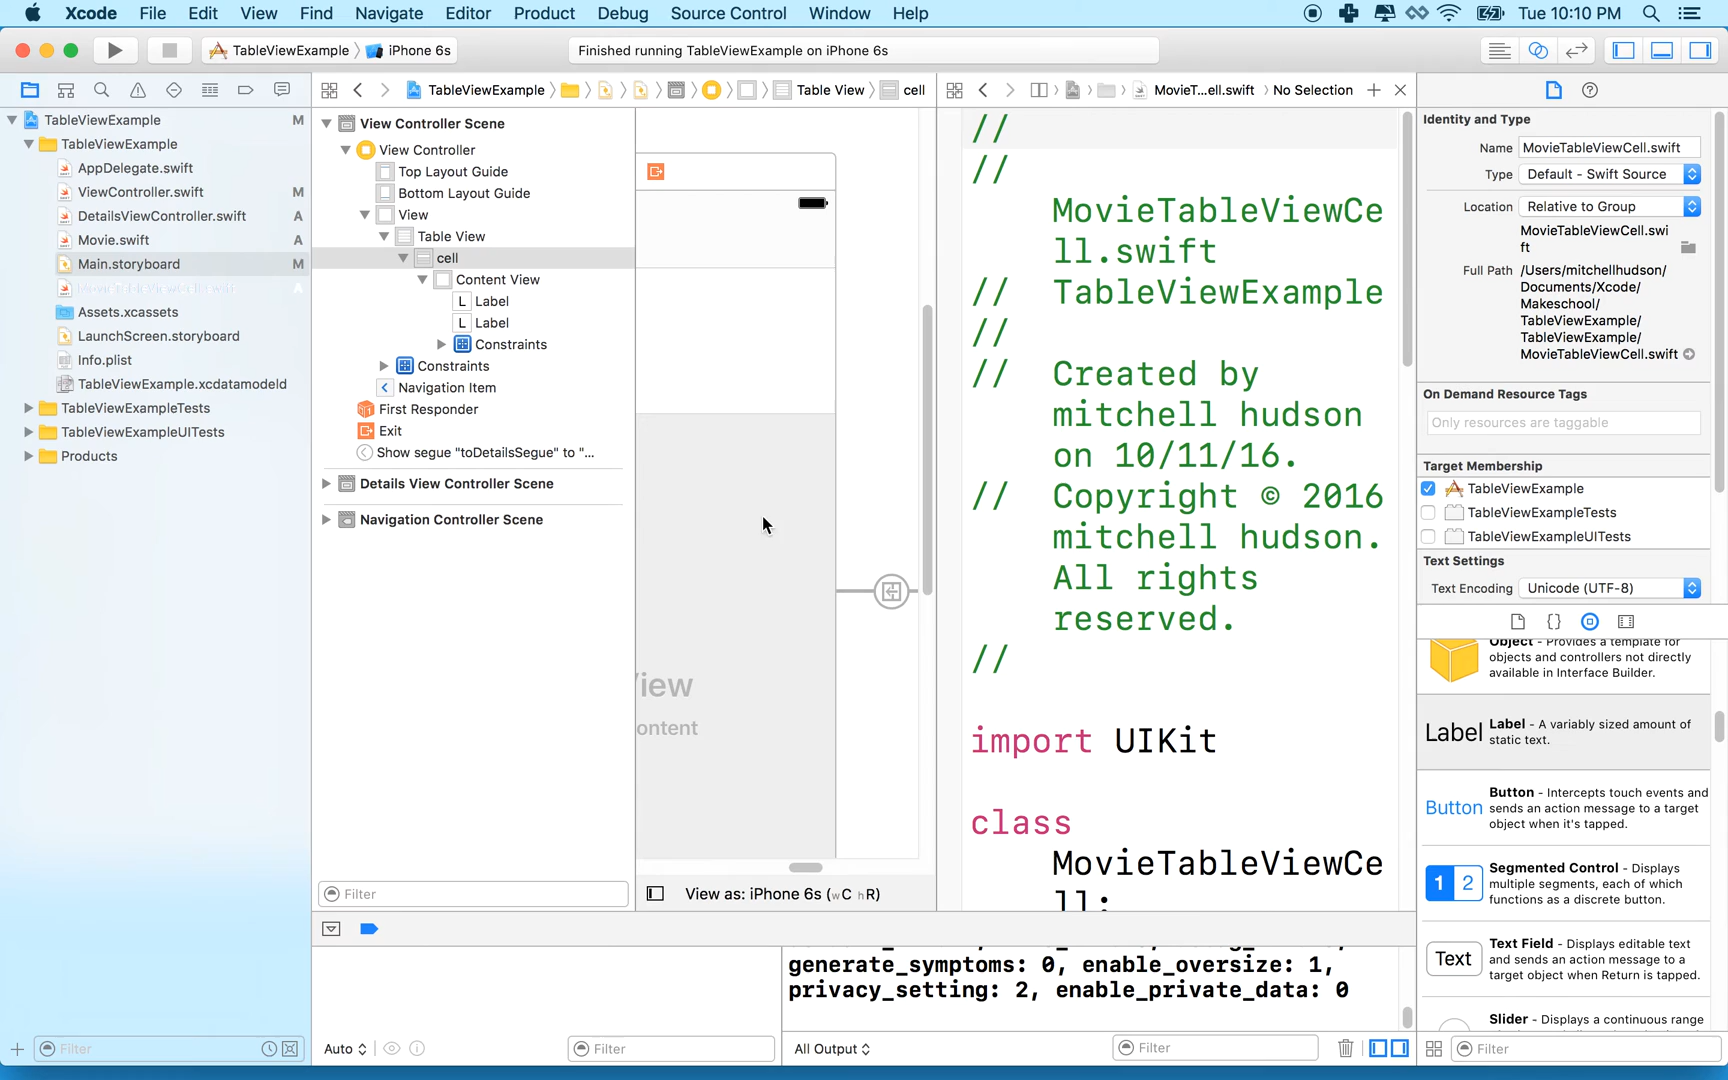 Xcode File Edit View Find Navigate Editor Product Debug Source Control Window Help Tue 10:10 PM
TableViewExample iPhone 6s
Finished running TableViewExample on iPhone 6s
TableViewExample Table View cell
MovieT...ell.swift No Selection
TableViewExample M
TableViewExample
AppDelegate.swift
ViewController.swift M
DetailsViewController.swift A
Movie.swift A
Main.storyboard M
MovieTableViewCell.swift A
Assets.xcassets
LaunchScreen.storyboard
Info.plist
TableViewExample.xcdatamodeld
TableViewExampleTests
TableViewExampleUITests
Products
Filter
View Controller Scene
View Controller
Top Layout Guide
Bottom Layout Guide
View
Table View
cell
Content View
L Label
L Label
Constraints
Constraints
Navigation Item
First Responder
Exit
Show segue "toDetailsSegue" to "...
Details View Controller Scene
Navigation Controller Scene
Filter
View
ontent
View as: iPhone 6s (wC hR)
//
//
MovieTableViewCe
ll.swift
// TableViewExample
//
// Created by
mitchell hudson
on 10/11/16.
// Copyright © 2016
mitchell hudson.
All rights
reserved.
//
import UIKit
class
MovieTableViewCe
ll:
generate_symptoms: 0, enable_oversize: 1,
privacy_setting: 2, enable_private_data: 0
Auto
Filter
All Output
Filter
Identity and Type
Name MovieTableViewCell.swift
Type Default - Swift Source
Location Relative to Group
MovieTableViewCell.swi
ft
Full Path /Users/mitchellhudson/
Documents/Xcode/
Makeschool/
TableViewExample/
TableViewExample/
MovieTableViewCell.swift
On Demand Resource Tags
Only resources are taggable
Target Membership
TableViewExample
TableViewExampleTests
TableViewExampleUITests
Text Settings
Text Encoding Unicode (UTF-8)
Object - Provides a template for
objects and controllers not directly
available in Interface Builder.
Label Label - A variably sized amount of
static text.
Button Button - Intercepts touch events and
sends an action message to a target
object when it's tapped.
1 2 Segmented Control - Displays
multiple segments, each of which
functions as a discrete button.
Text Text Field - Displays editable text
and sends an action message to a
target object when Return is tapped.
Slider - Displays a continuous range
Filter